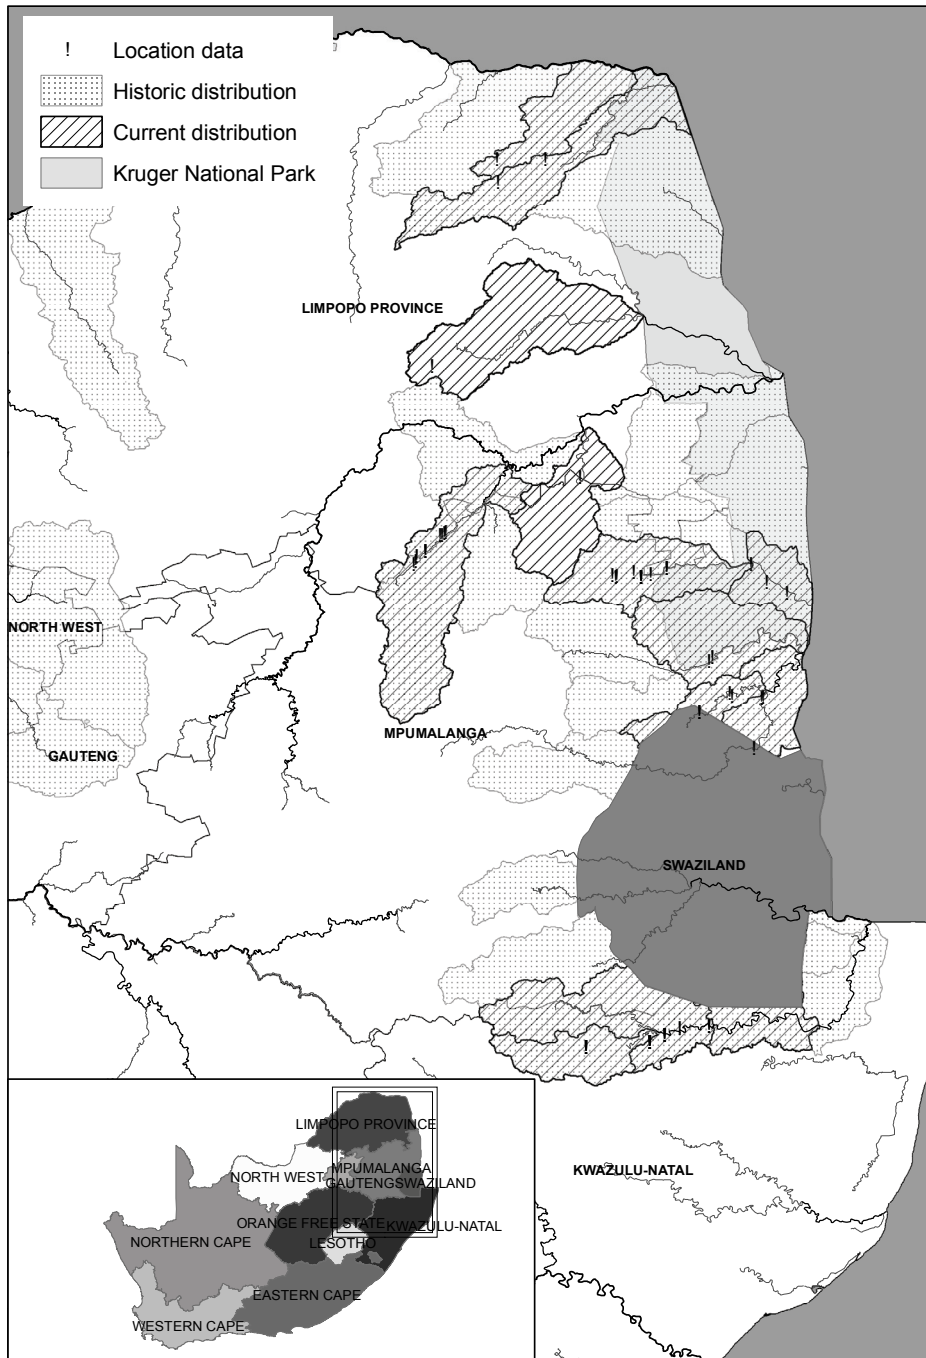 ! Location data
Historic distribution
Current distribution
Kruger National Park
LIMPOPO PROVINCE
NORTH WEST
MPUMALANGA
GAUTENG
SWAZILAND
KWAZULU-NATAL
LIMPOPO PROVINCE
NORTH WEST
MPUMALANGA
GAUTENG
SWAZILAND
ORANGE FREE STATE
KWAZULU-NATAL
LESOTHO
NORTHERN CAPE
EASTERN CAPE
WESTERN CAPE